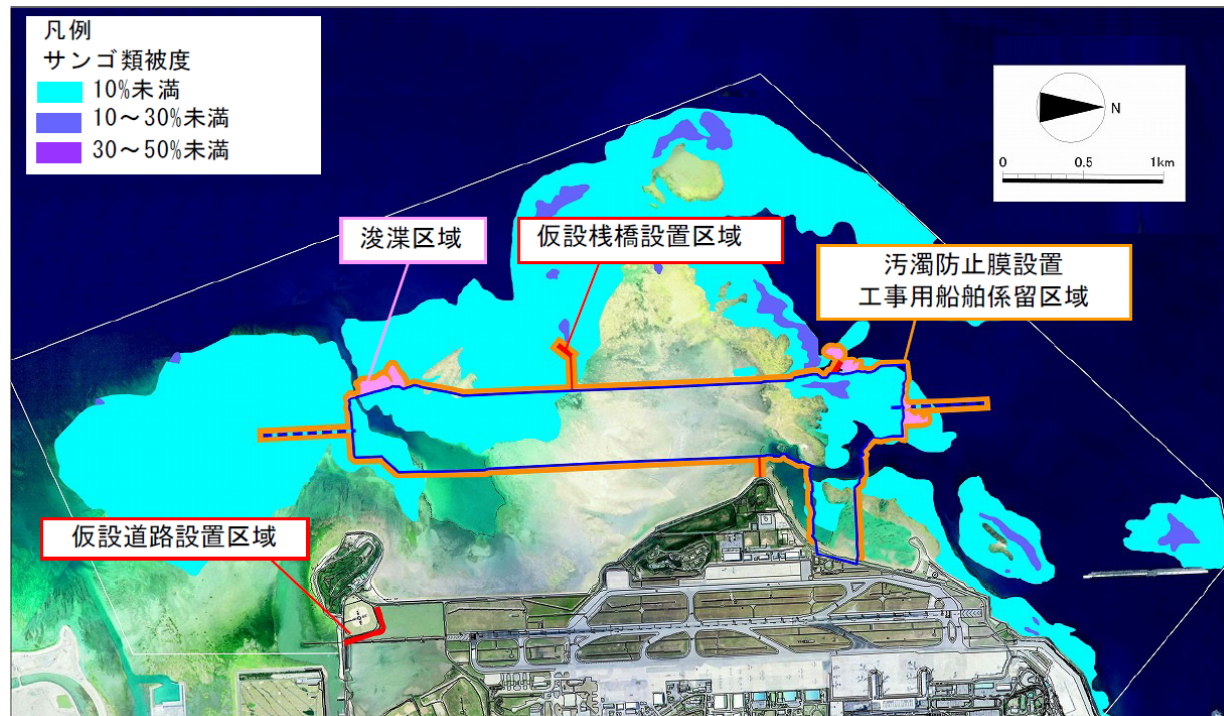 凡例
サンゴ類被度
10%未満
10～30%未満
30～50%未満
N
0 0.5 1km
浚渫区域
仮設桟橋設置区域
汚濁防止膜設置
工事用船舶係留区域
仮設道路設置区域